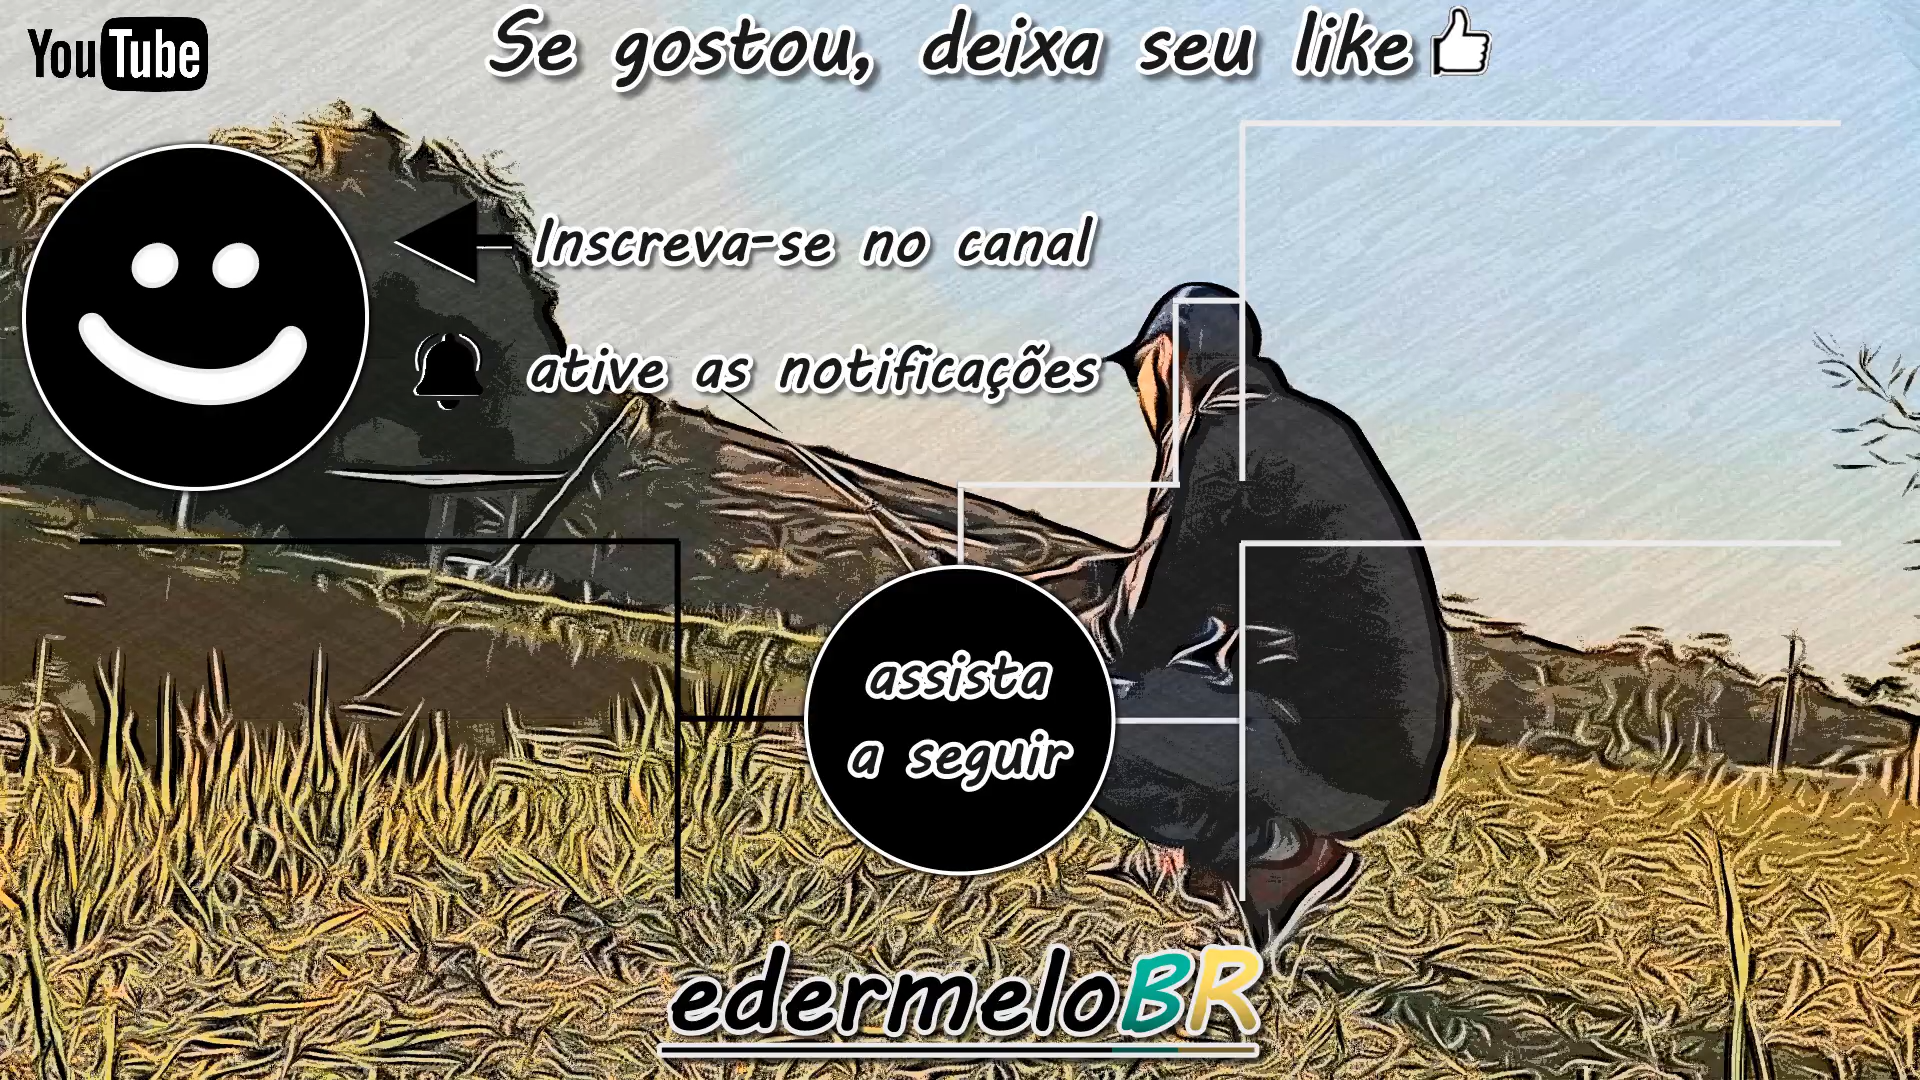 YouTube
Se gostou, deixa seu like
Inscreva-se no canal
ative as notificações
assista
a seguir
edermeloBR